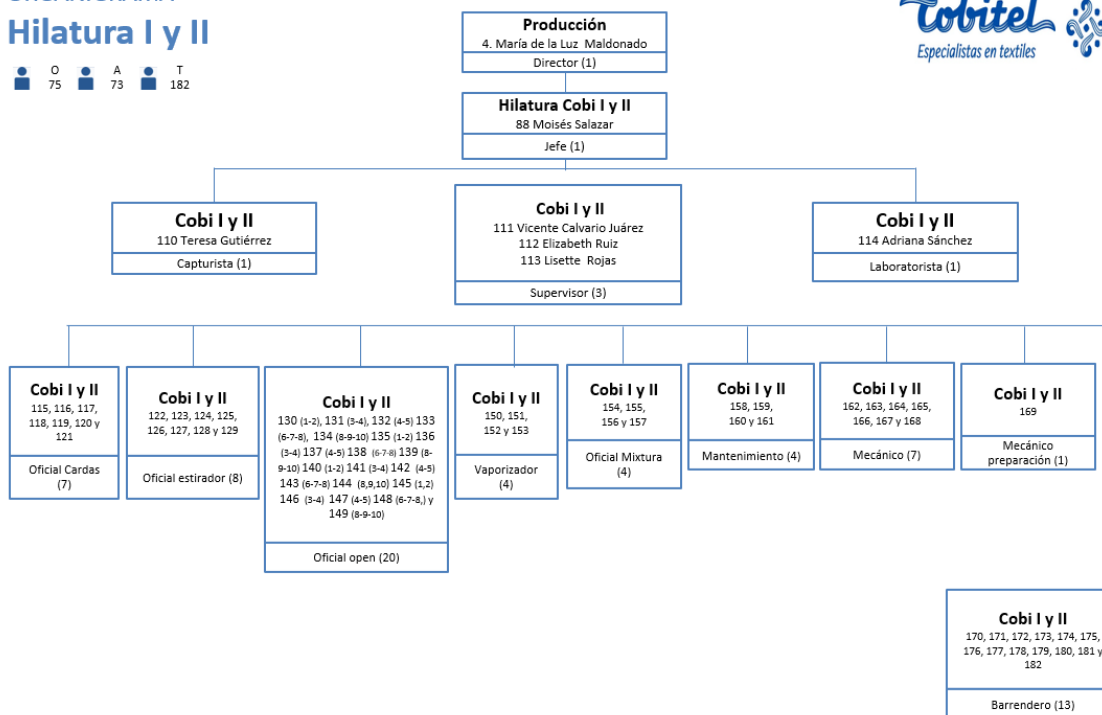 Hilatura I y II
O A T
75 73 182
Cobitel
Especialistas en textiles
Producción
4. María de la Luz Maldonado
Director (1)
Hilatura Cobi I y II
88 Moisés Salazar
Jefe (1)
Cobi I y II
110 Teresa Gutiérrez
Capturista (1)
Cobi I y II
111 Vicente Calvario Juárez
112 Elizabeth Ruiz
113 Lisette Rojas
Supervisor (3)
Cobi I y II
114 Adriana Sánchez
Laboratorista (1)
Cobi I y II
115, 116, 117,
118, 119, 120 y
121
Oficial Cardas
(7)
Cobi I y II
122, 123, 124, 125,
126, 127, 128 y 129
Oficial estirador (8)
Cobi I y II
130 (1-2), 131 (3-4), 132 (4-5) 133
(6-7-8), 134 (8-9-10) 135 (1-2) 136
(3-4) 137 (4-5) 138 (6-7-8) 139 (8-
9-10) 140 (1-2) 141 (3-4) 142 (4-5)
143 (6-7-8) 144 (8,9,10) 145 (1,2)
146 (3-4) 147 (4-5) 148 (6-7-8,) y
149 (8-9-10)
Oficial open (20)
Cobi I y II
150, 151,
152 y 153
Vaporizador
(4)
Cobi I y II
154, 155,
156 y 157
Oficial Mixtura
(4)
Cobi I y II
158, 159,
160 y 161
Mantenimiento (4)
Cobi I y II
162, 163, 164, 165,
166, 167 y 168
Mecánico (7)
Cobi I y II
169
Mecánico
preparación (1)
Cobi I y II
170, 171, 172, 173, 174, 175,
176, 177, 178, 179, 180, 181 y
182
Barrendero (13)